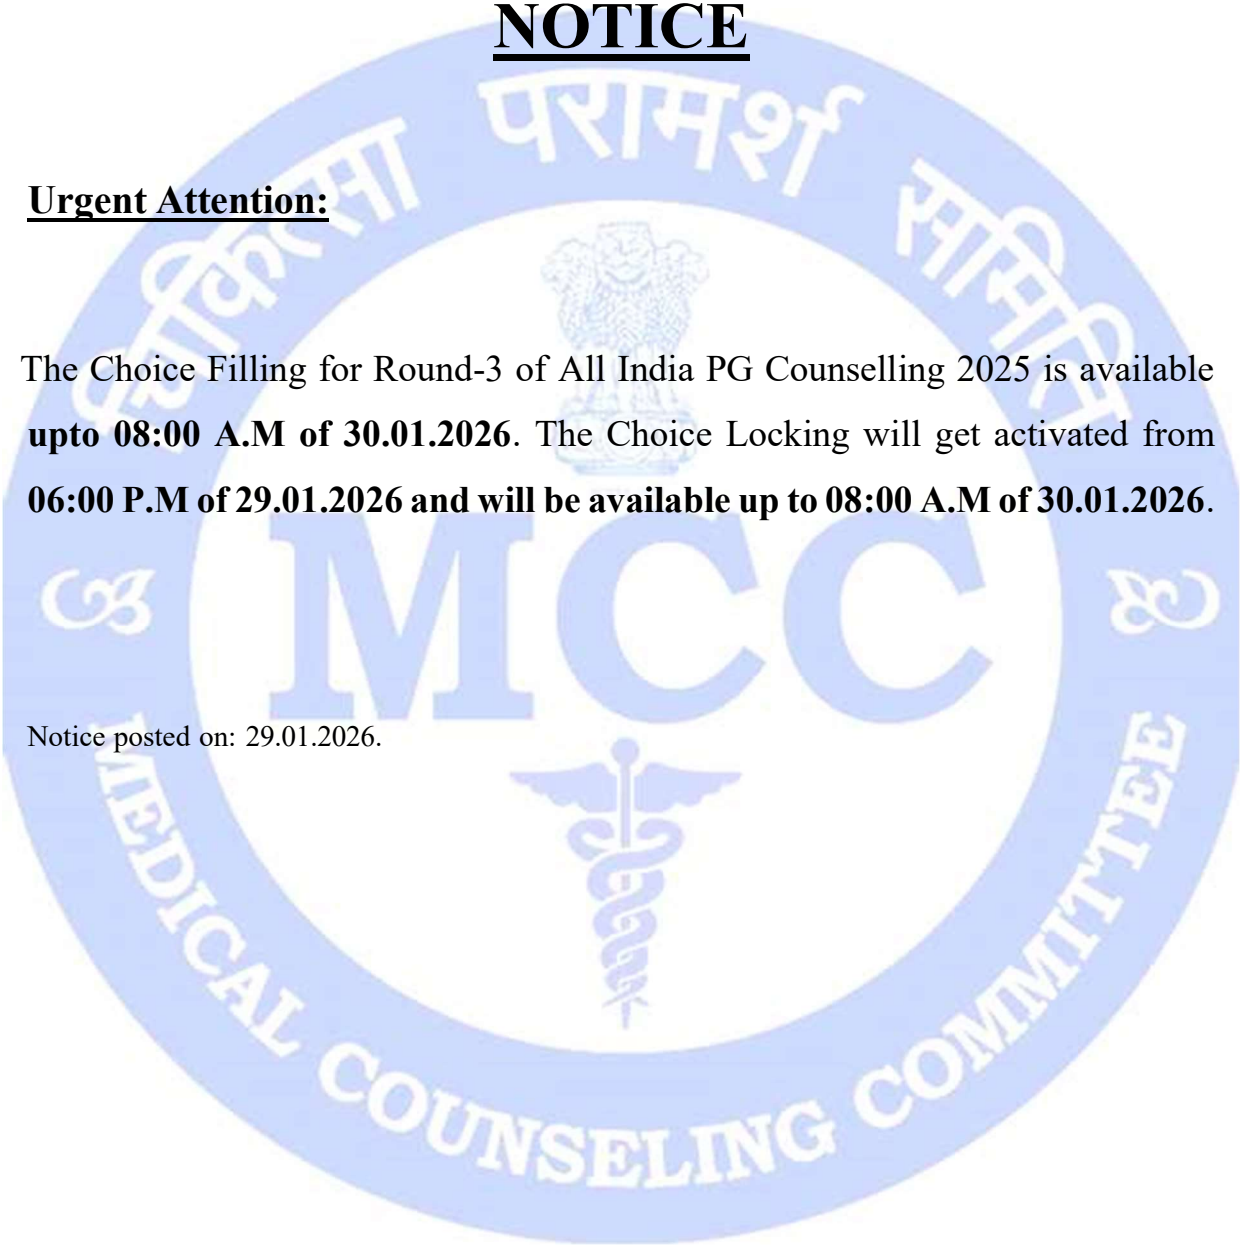 NOTICE
चिकित्सा परामर्श समिति
Urgent Attention:
The Choice Filling for Round-3 of All India PG Counselling 2025 is available
upto 08:00 A.M of 30.01.2026. The Choice Locking will get activated from
06:00 P.M of 29.01.2026 and will be available up to 08:00 A.M of 30.01.2026.
MCC
Notice posted on: 29.01.2026.
MEDICAL COUNSELING COMMITTEE